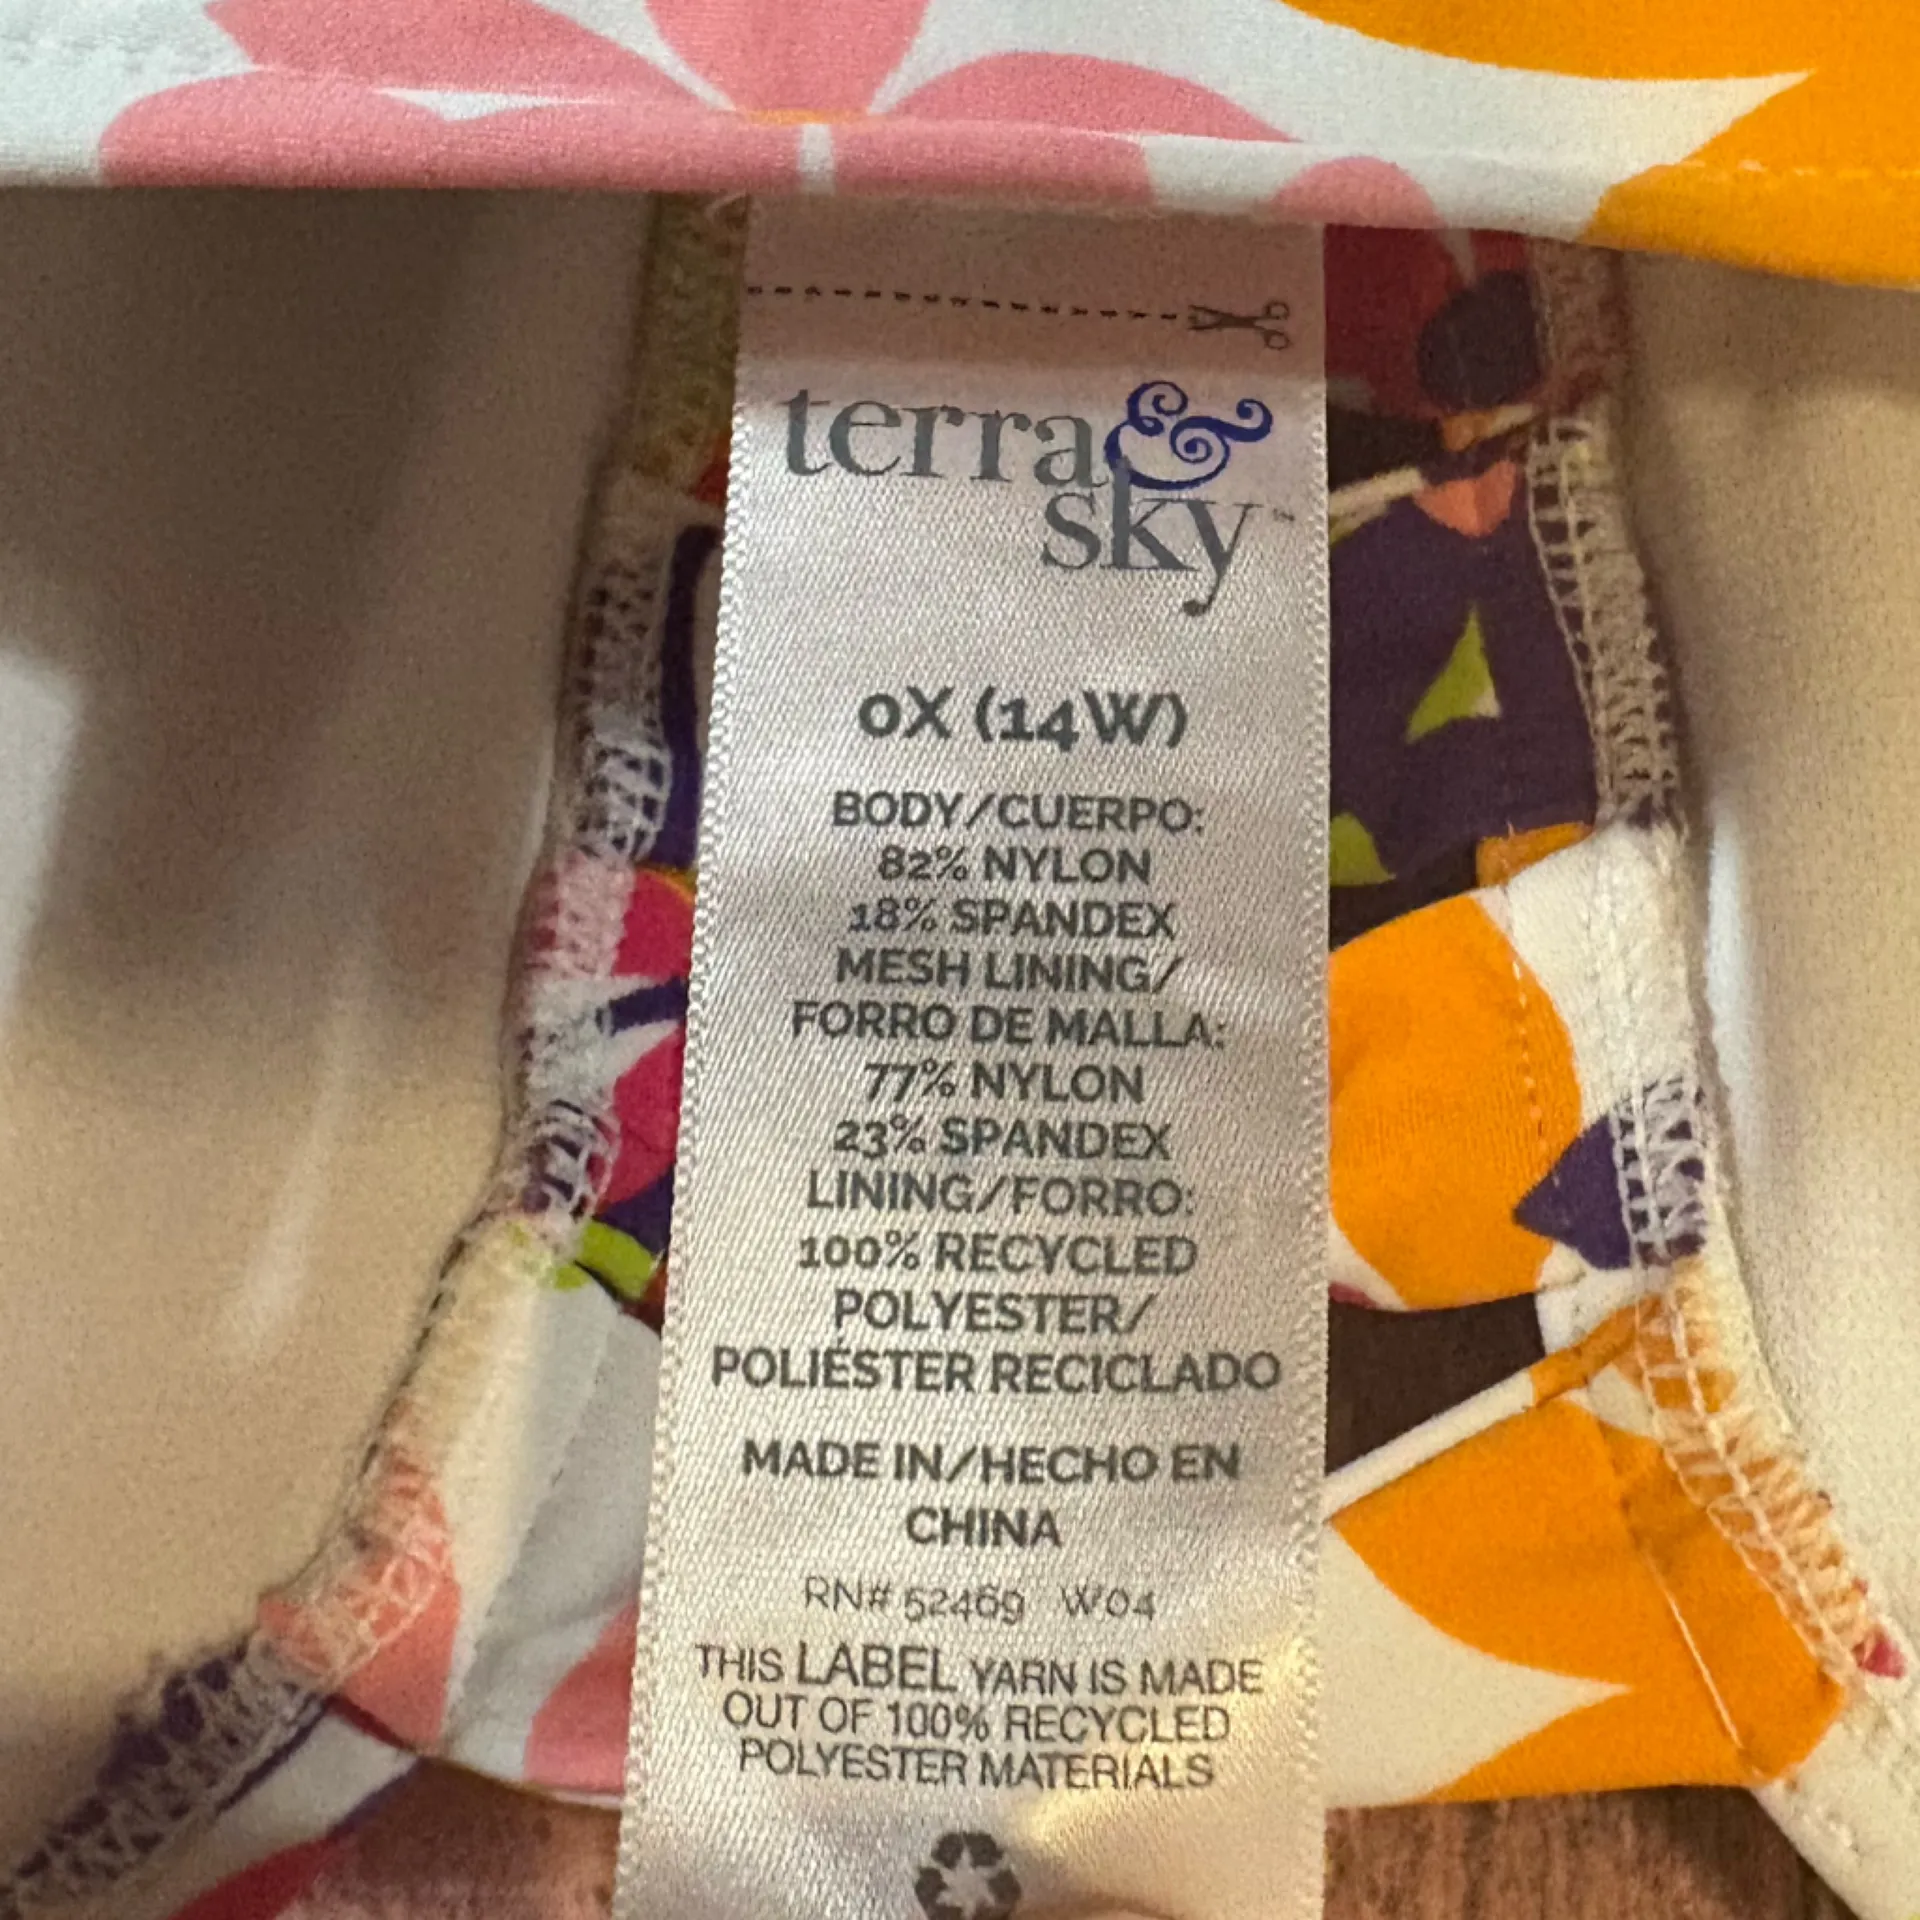 terra &
sky™
0X (14W)
BODY/CUERPO:
82% NYLON
18% SPANDEX
MESH LINING/
FORRO DE MALLA:
77% NYLON
23% SPANDEX
LINING/FORRO:
100% RECYCLED
POLYESTER/
POLIÉSTER RECICLADO
MADE IN/HECHO EN
CHINA
RN# 52469 W04
THIS LABEL YARN IS MADE
OUT OF 100% RECYCLED
POLYESTER MATERIALS